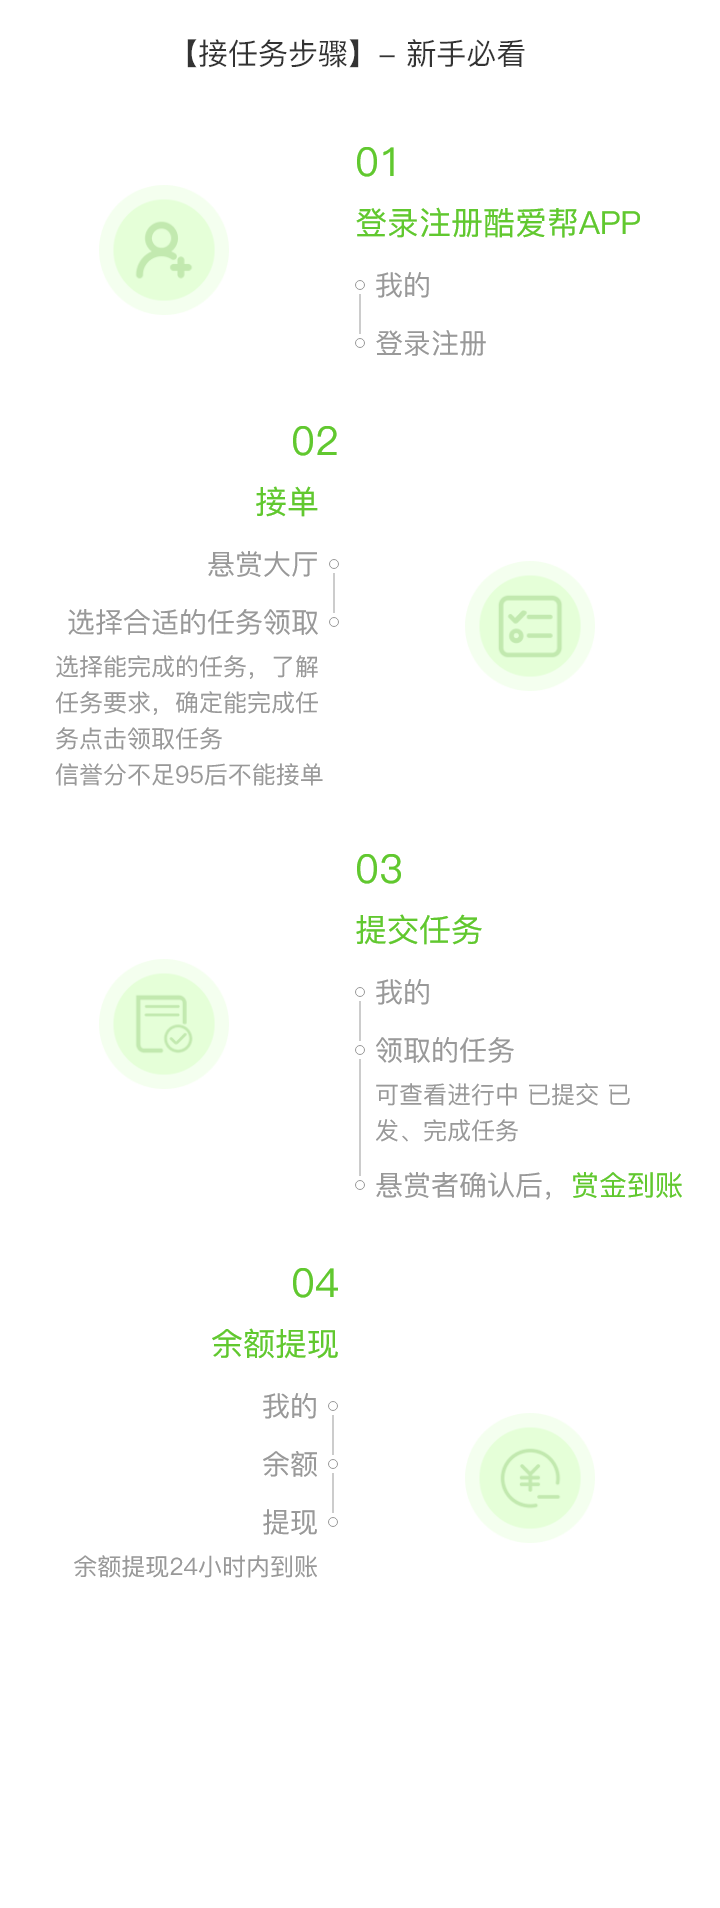 【接任务步骤】- 新手必看
01
登录注册酷爱帮APP
我的
登录注册
02
接单
悬赏大厅
选择合适的任务领取
选择能完成的任务，了解
任务要求，确定能完成任
务点击领取任务
信誉分不足95后不能接单
03
提交任务
我的
领取的任务
可查看进行中 已提交 已
发、完成任务
悬赏者确认后，赏金到账
04
余额提现
我的
余额
提现
余额提现24小时内到账